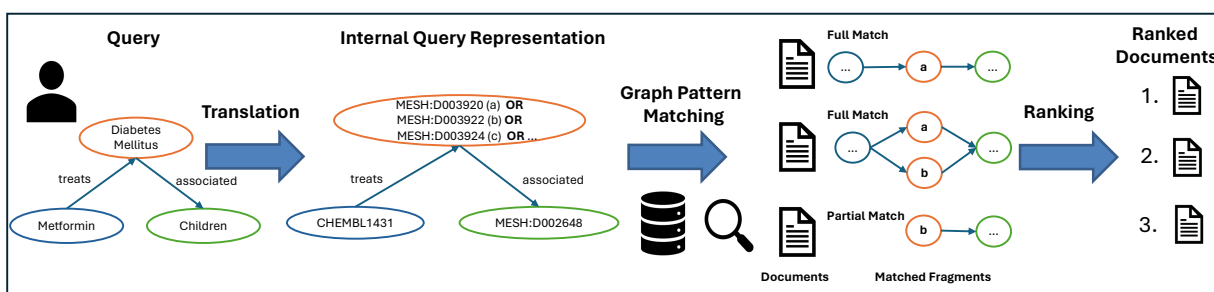 Query
Diabetes
Mellitus
treats
associated
Metformin
Children
Translation
Internal Query Representation
MESH:D003920 (a) OR
MESH:D003922 (b) OR
MESH:D003924 (c) OR ...
treats
associated
CHEMBL1431
MESH:D002648
Graph Pattern
Matching
Full Match
...
a
...
Full Match
...
a
b
...
Partial Match
b
...
Documents
Matched Fragments
Ranking
Ranked
Documents
1.
2.
3.